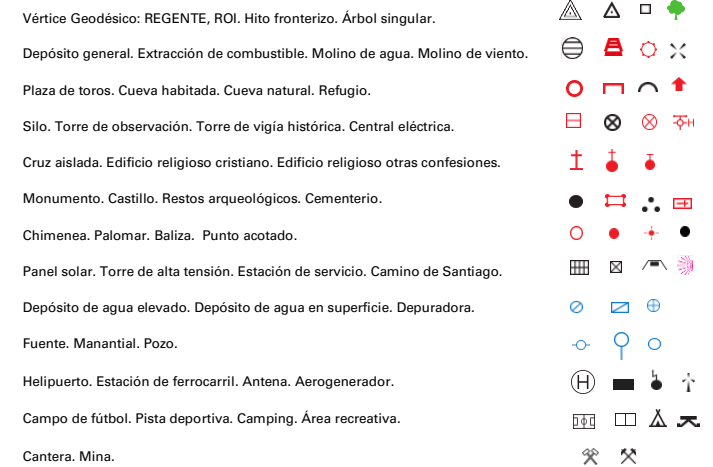 Vértice Geodésico: REGENTE, ROI. Hito fronterizo. Árbol singular.
Depósito general. Extracción de combustible. Molino de agua. Molino de viento.
Plaza de toros. Cueva habitada. Cueva natural. Refugio.
Silo. Torre de observación. Torre de vigía histórica. Central eléctrica.
Cruz aislada. Edificio religioso cristiano. Edificio religioso otras confesiones.
Monumento. Castillo. Restos arqueológicos. Cementerio.
Chimenea. Palomar. Baliza. Punto acotado.
Panel solar. Torre de alta tensión. Estación de servicio. Camino de Santiago.
Depósito de agua elevado. Depósito de agua en superficie. Depuradora.
Fuente. Manantial. Pozo.
Helipuerto. Estación de ferrocarril. Antena. Aerogenerador. H
Campo de fútbol. Pista deportiva. Camping. Área recreativa.
Cantera. Mina.